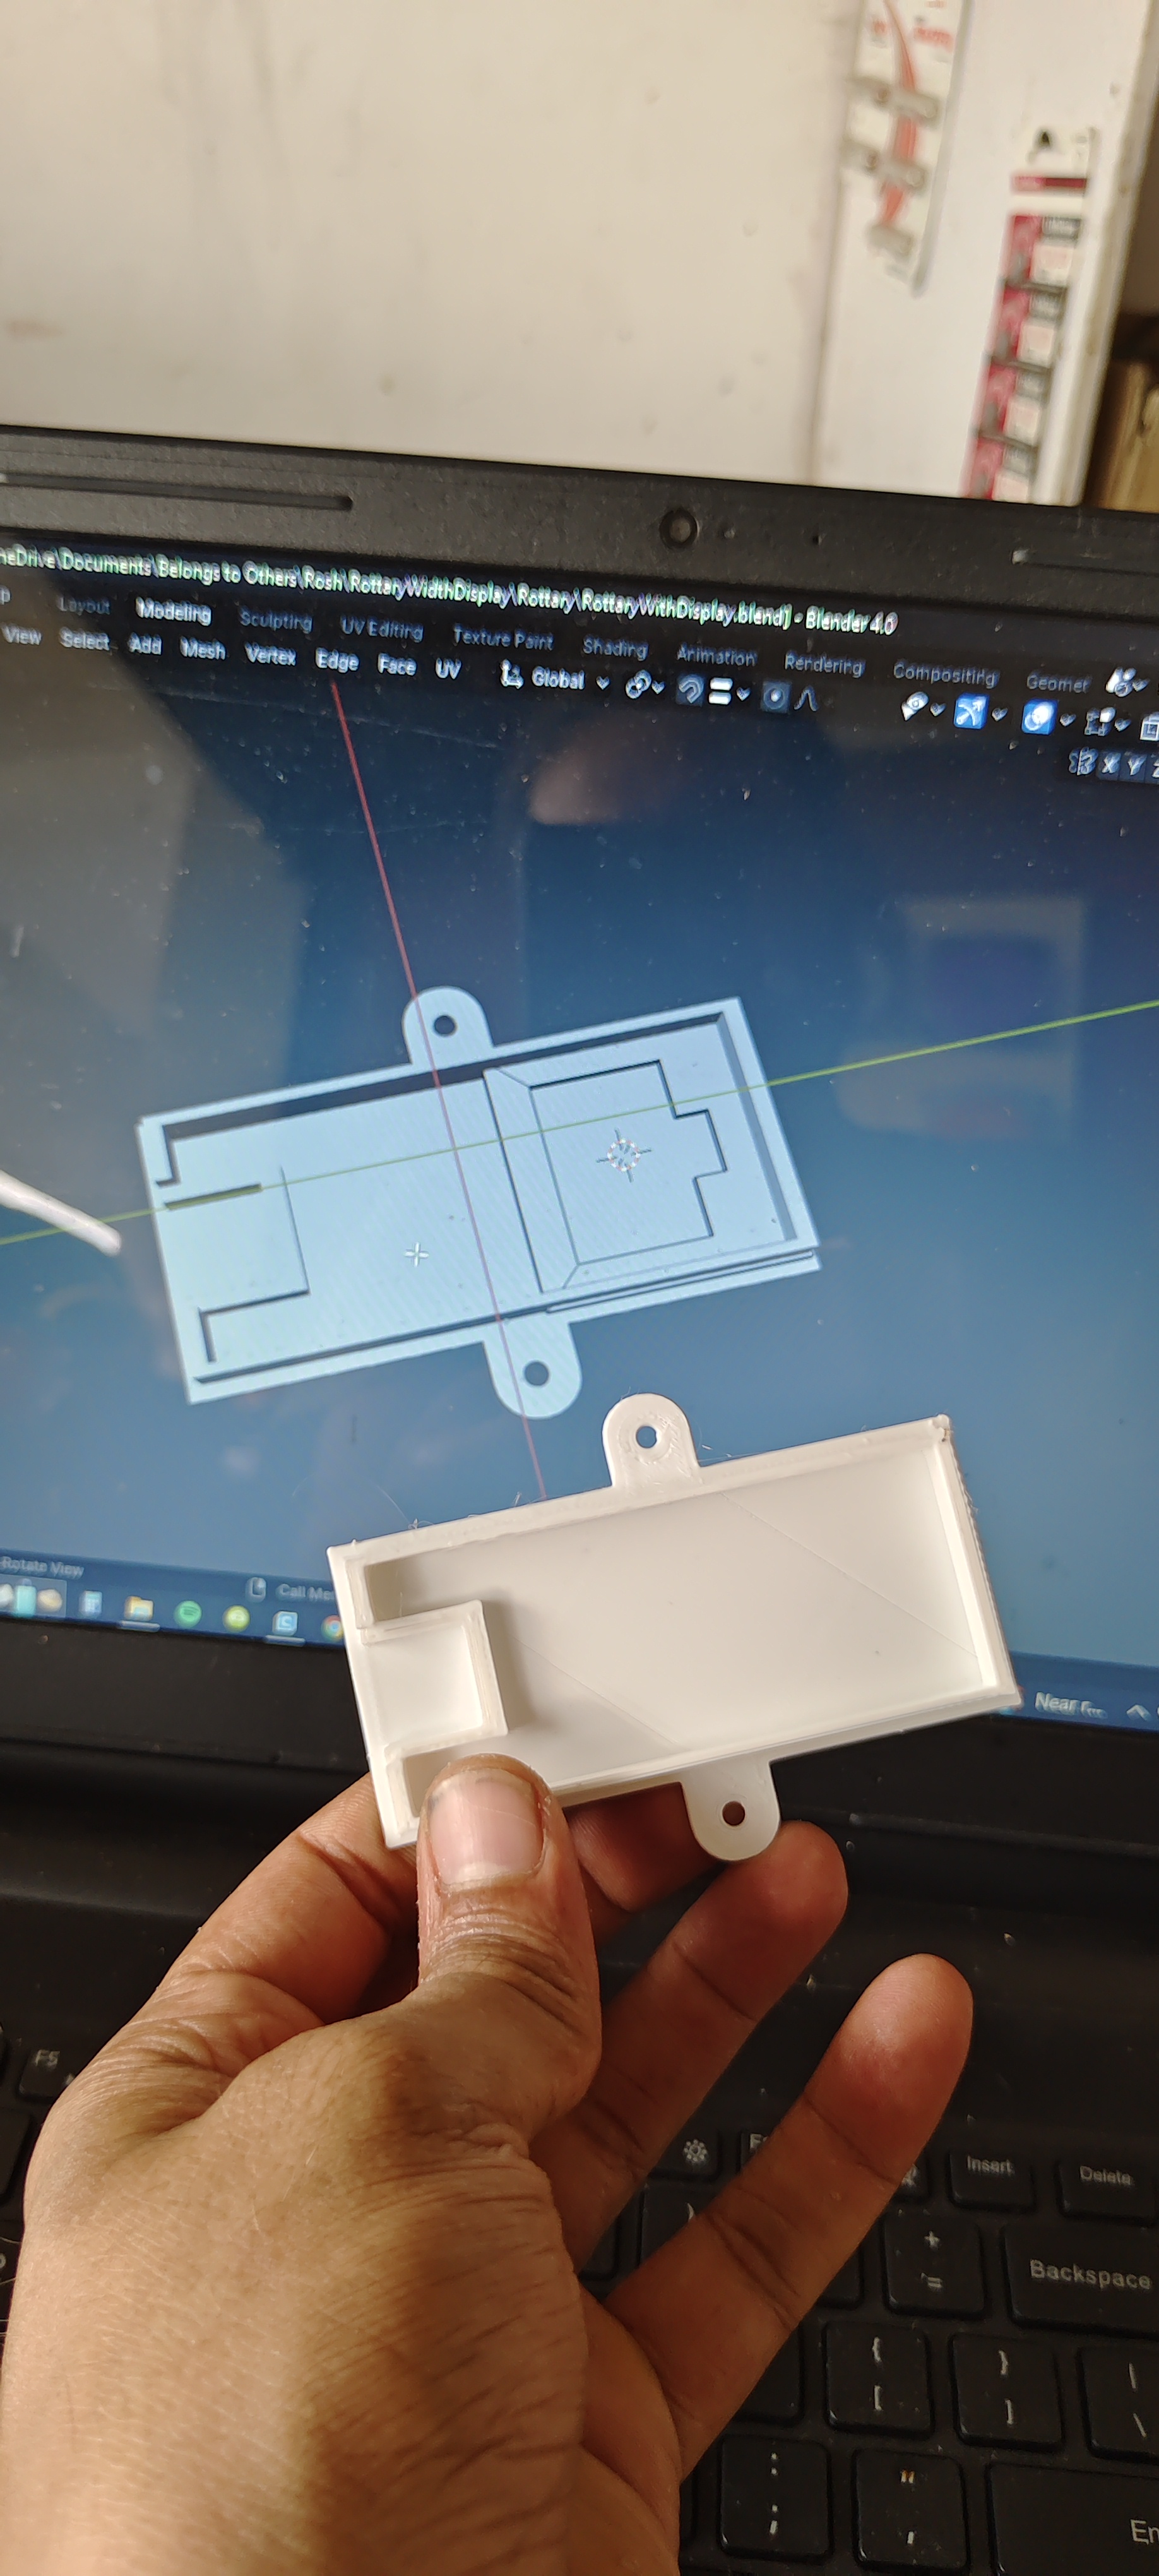 neDrive\Documents\Belongs to Others\Rosh\RottaryWidthDisplay\Rottary\RottaryWithDisplay.blend] - Blender 4.0
p Layout Modeling Sculpting UV Editing Texture Paint Shading Animation Rendering Compositing Geomet
View Select Add Mesh Vertex Edge Face UV Global
X Y Z
Rotate View
Call Me
Near r...
F5
Insert
Delete
+
=
Backspace
{
[
}
]
|
\
:
;
"
'
En